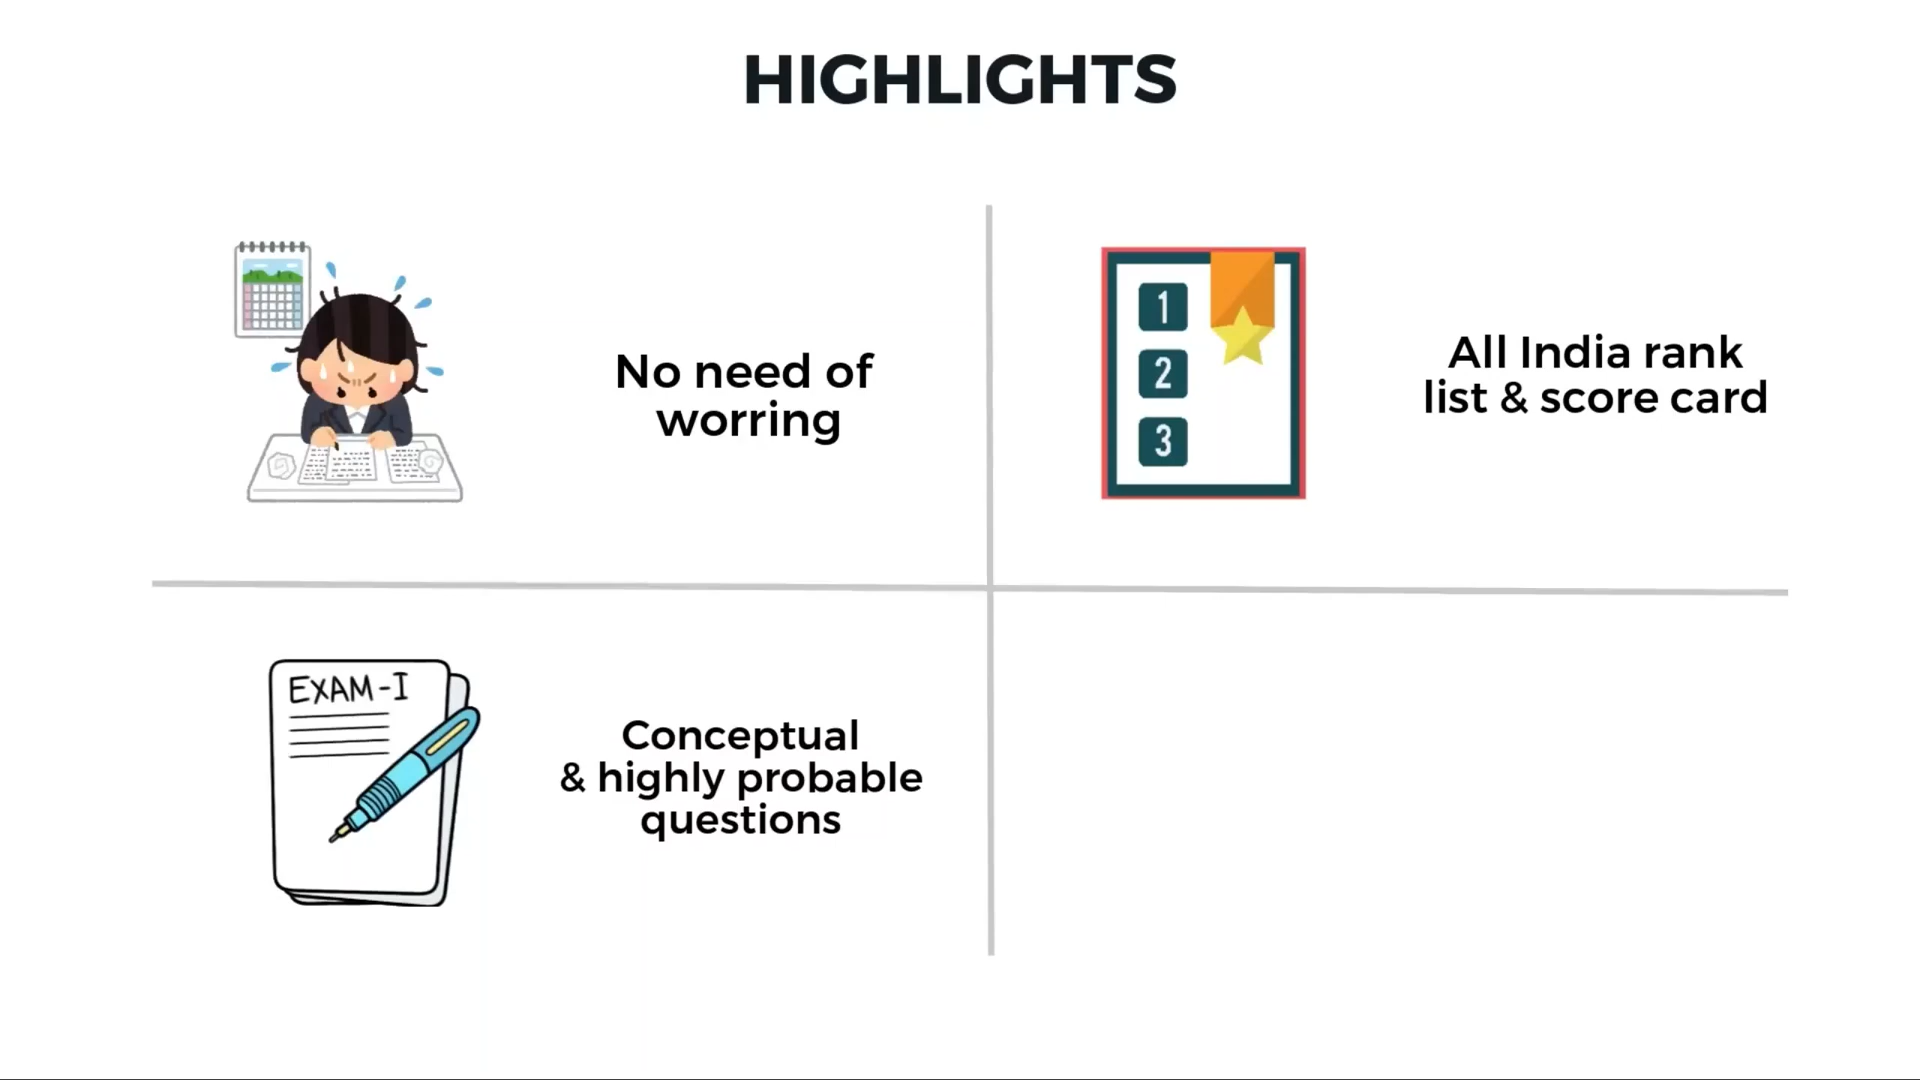 HIGHLIGHTS
No need of
worring
1
2
3
All India rank
list & score card
EXAM-I
Conceptual
& highly probable
questions